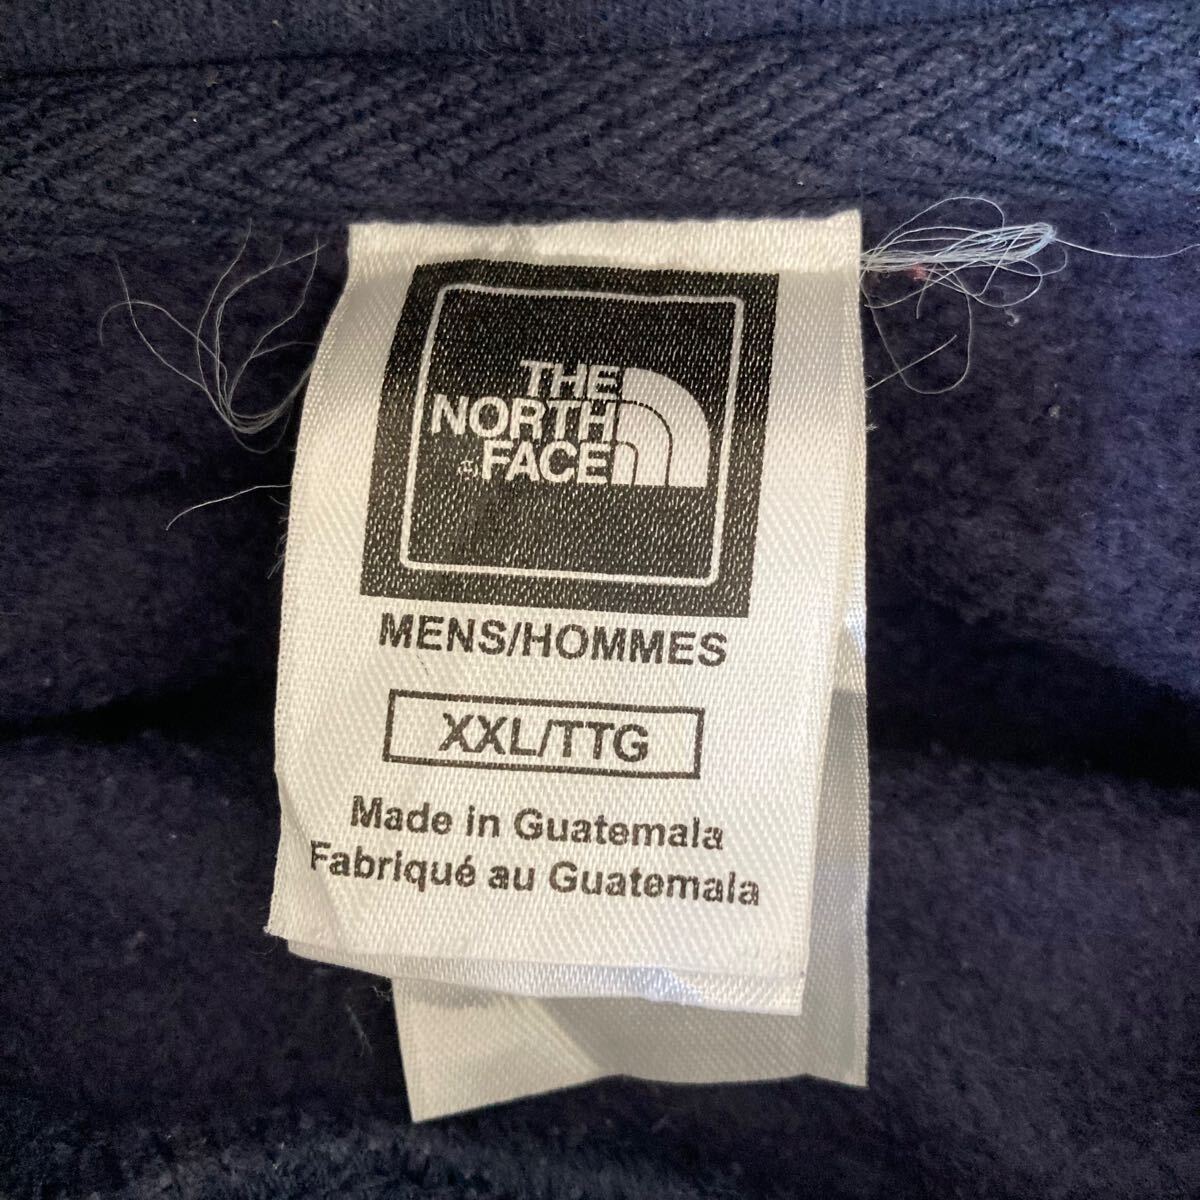 THE
NORTH
FACE
MENS/HOMMES
XXL/TTG
Made in Guatemala
Fabriqué au Guatemala